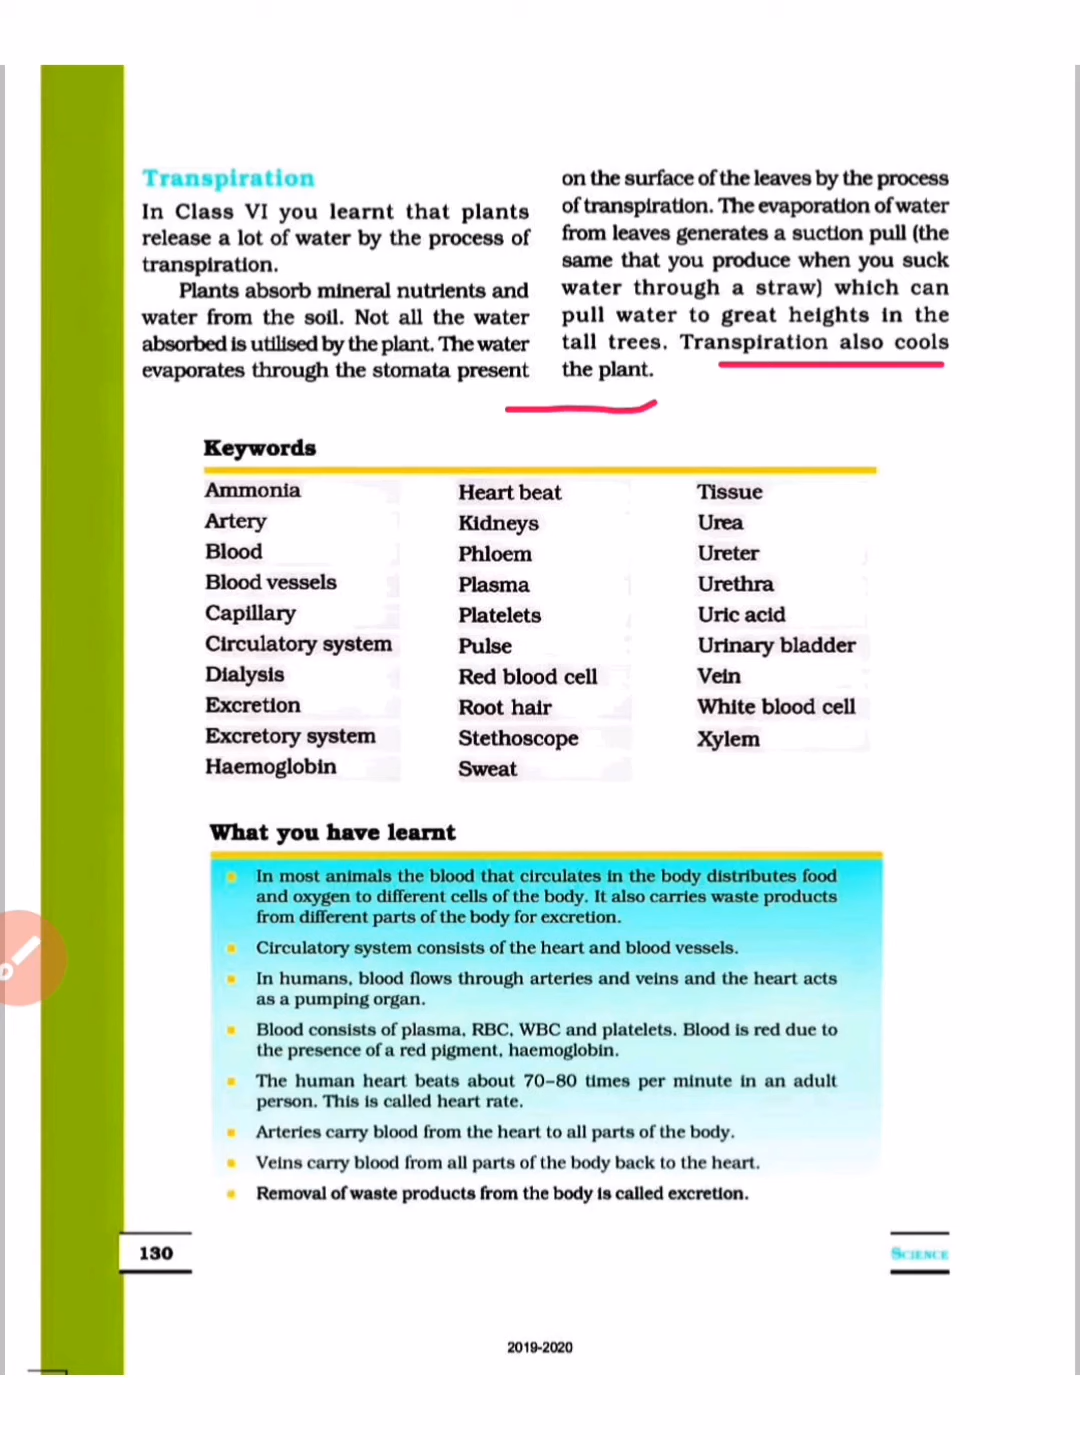 Transpiration
In Class VI you learnt that plants
release a lot of water by the process of
transpiration.
Plants absorb mineral nutrients and
water from the soil. Not all the water
absorbed is utilised by the plant. The water
evaporates through the stomata present
on the surface of the leaves by the process
of transpiration. The evaporation of water
from leaves generates a suction pull (the
same that you produce when you suck
water through a straw) which can
pull water to great heights in the
tall trees. Transpiration also cools
the plant.
Keywords
Ammonia
Artery
Blood
Blood vessels
Capillary
Circulatory system
Dialysis
Excretion
Excretory system
Haemoglobin
Heart beat
Kidneys
Phloem
Plasma
Platelets
Pulse
Red blood cell
Root hair
Stethoscope
Sweat
Tissue
Urea
Ureter
Urethra
Uric acid
Urinary bladder
Vein
White blood cell
Xylem
What you have learnt
In most animals the blood that circulates in the body distributes food
and oxygen to different cells of the body. It also carries waste products
from different parts of the body for excretion.
Circulatory system consists of the heart and blood vessels.
In humans, blood flows through arteries and veins and the heart acts
as a pumping organ.
Blood consists of plasma, RBC, WBC and platelets. Blood is red due to
the presence of a red pigment, haemoglobin.
The human heart beats about 70–80 times per minute in an adult
person. This is called heart rate.
Arteries carry blood from the heart to all parts of the body.
Veins carry blood from all parts of the body back to the heart.
Removal of waste products from the body is called excretion.
130
SCIENCE
2019-2020